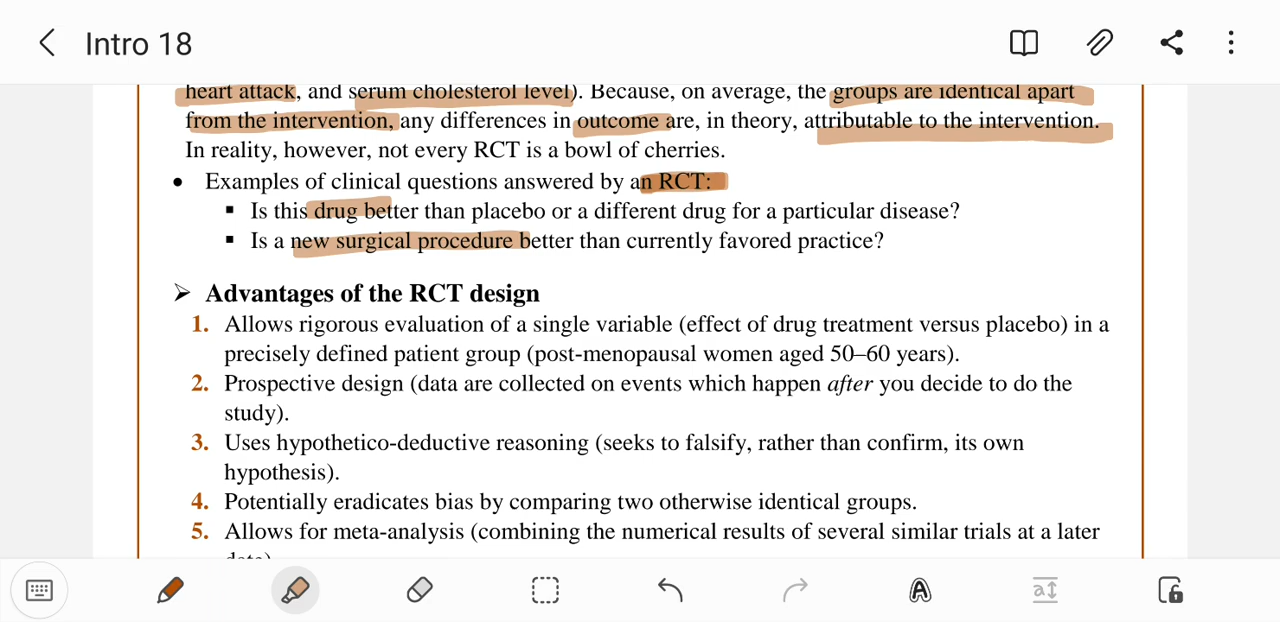 Intro 18
heart attack, and serum cholesterol level). Because, on average, the groups are identical apart
from the intervention, any differences in outcome are, in theory, attributable to the intervention.
In reality, however, not every RCT is a bowl of cherries.
• Examples of clinical questions answered by an RCT:
▪ Is this drug better than placebo or a different drug for a particular disease?
▪ Is a new surgical procedure better than currently favored practice?
➢ Advantages of the RCT design
1. Allows rigorous evaluation of a single variable (effect of drug treatment versus placebo) in a
precisely defined patient group (post-menopausal women aged 50–60 years).
2. Prospective design (data are collected on events which happen after you decide to do the
study).
3. Uses hypothetico-deductive reasoning (seeks to falsify, rather than confirm, its own
hypothesis).
4. Potentially eradicates bias by comparing two otherwise identical groups.
5. Allows for meta-analysis (combining the numerical results of several similar trials at a later
date).